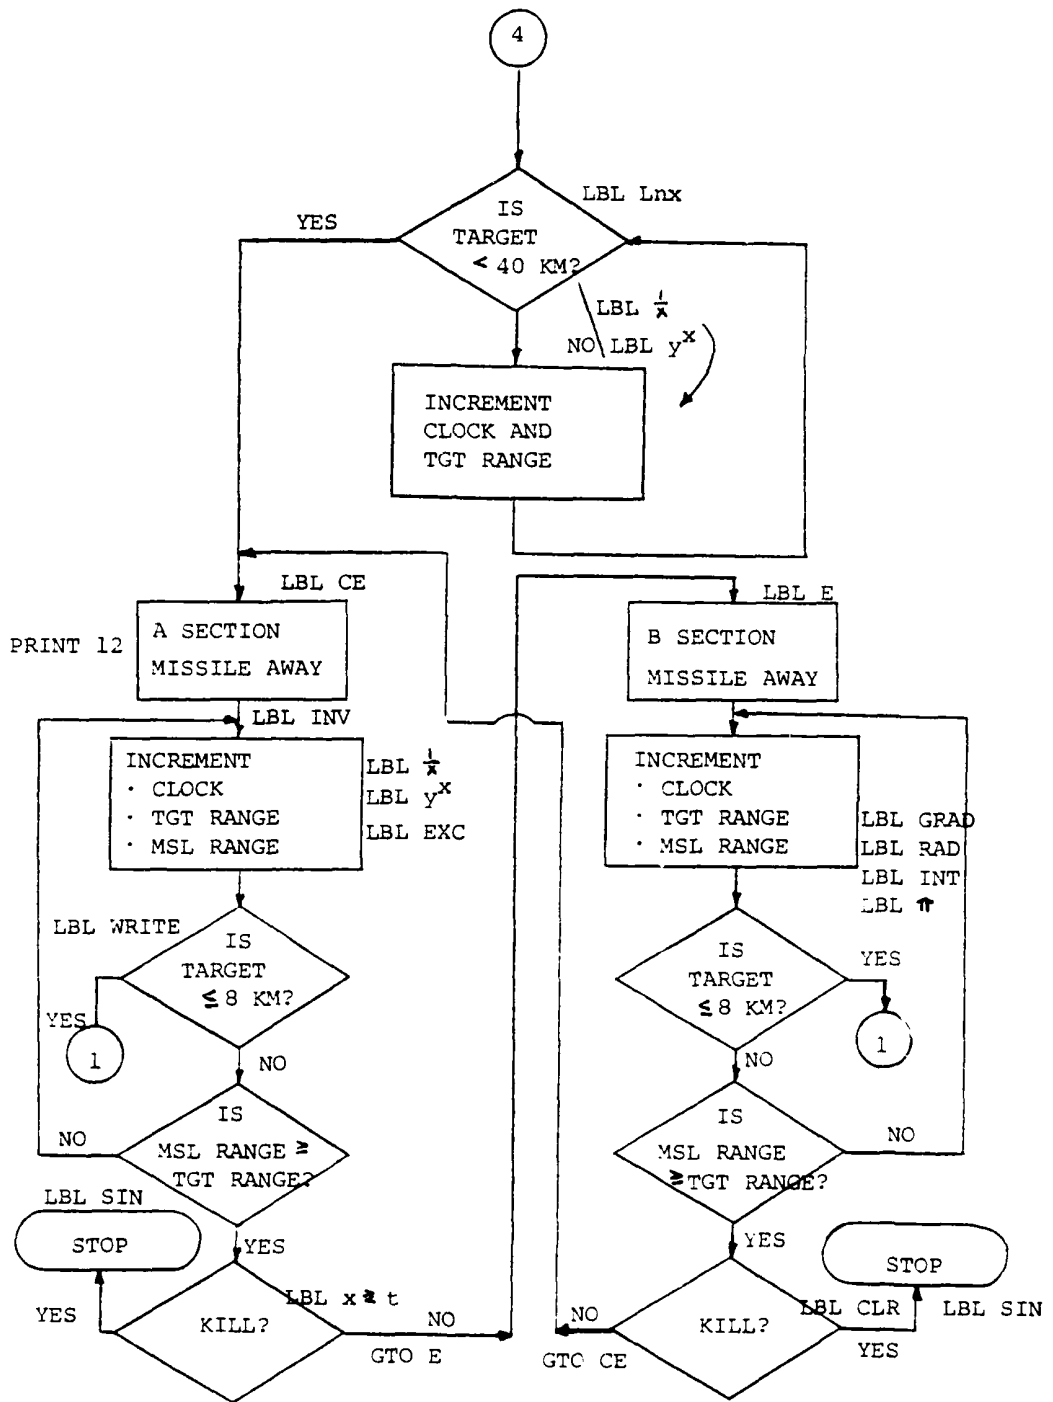 4
LBL Lnx
YES
IS
TARGET
< 40 KM?
LBL 1/x
NO LBL y^x
INCREMENT
CLOCK AND
TGT RANGE
LBL CE
PRINT 12
A SECTION
MISSILE AWAY
LBL INV
INCREMENT
· CLOCK
· TGT RANGE
· MSL RANGE
LBL 1/x
LBL y^x
LBL EXC
LBL WRITE
IS
TARGET
≤ 8 KM?
YES
1
NO
IS
MSL RANGE ≥
TGT RANGE?
NO
LBL SIN
STOP
YES
YES
LBL x ≥ t
KILL?
NO
GTO E
LBL E
B SECTION
MISSILE AWAY
INCREMENT
· CLOCK
· TGT RANGE
· MSL RANGE
LBL GRAD
LBL RAD
LBL INT
LBL π
IS
TARGET
≤ 8 KM?
YES
1
NO
IS
MSL RANGE
≥ TGT RANGE?
NO
YES
STOP
NO
LBL CLR
LBL SIN
KILL?
GTO CE
YES